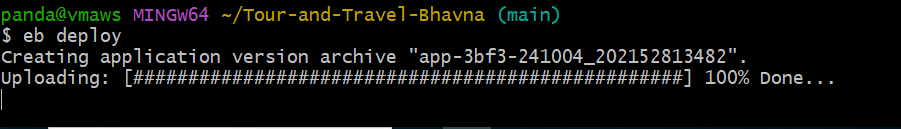 panda@vmaws MINGW64 ~/Tour-and-Travel-Bhavna (main)
$ eb deploy
Creating application version archive "app-3bf3-241004_202152813482".
Uploading: [##################################################] 100% Done...